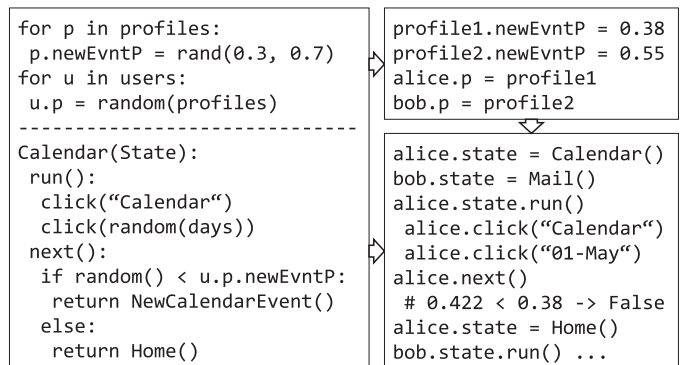 for p in profiles:
 p.newEvntP = rand(0.3, 0.7)
for u in users:
 u.p = random(profiles)
--------------------------------
Calendar(State):
 run():
  click(“Calendar“)
  click(random(days))
 next():
  if random() < u.p.newEvntP:
   return NewCalendarEvent()
  else:
   return Home()
profile1.newEvntP = 0.38
profile2.newEvntP = 0.55
alice.p = profile1
bob.p = profile2
alice.state = Calendar()
bob.state = Mail()
alice.state.run()
 alice.click(“Calendar“)
 alice.click(“01-May“)
alice.next()
 # 0.422 < 0.38 -> False
alice.state = Home()
bob.state.run() ...